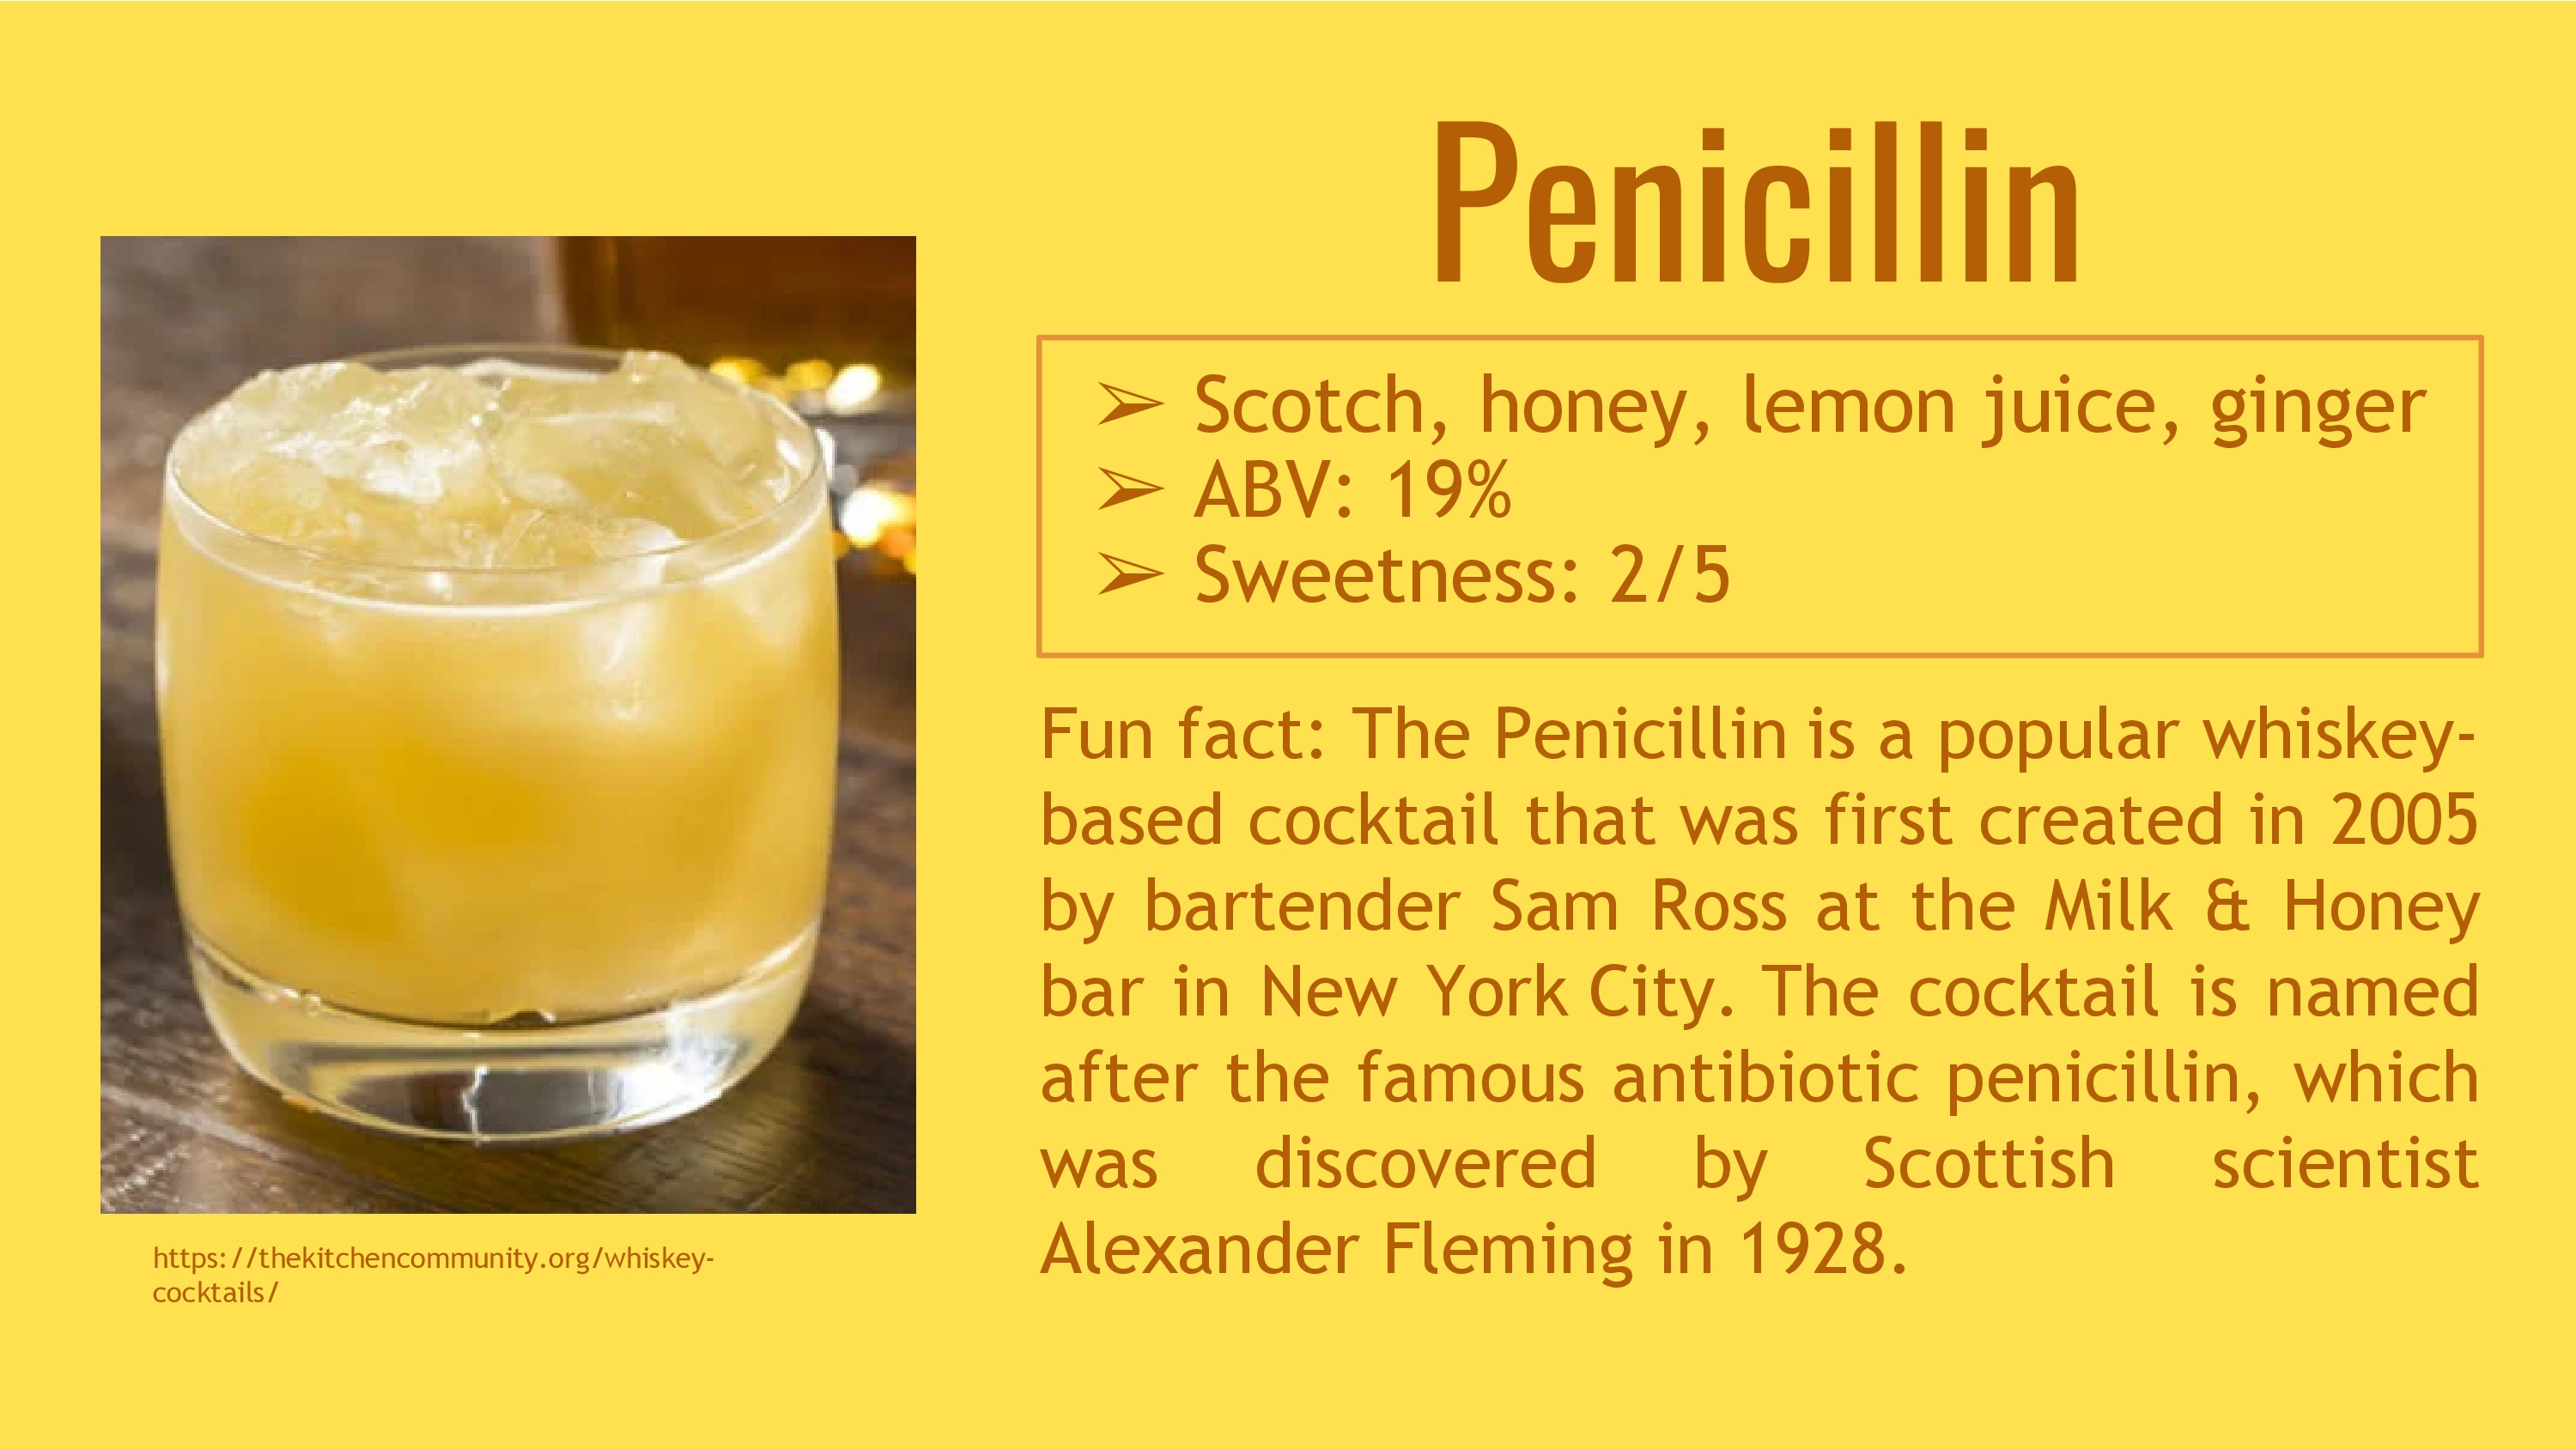 Penicillin
➢ Scotch, honey, lemon juice, ginger
➢ ABV: 19%
➢ Sweetness: 2/5
Fun fact: The Penicillin is a popular whiskey-
based cocktail that was first created in 2005
by bartender Sam Ross at the Milk & Honey
bar in New York City. The cocktail is named
after the famous antibiotic penicillin, which
was discovered by Scottish scientist
Alexander Fleming in 1928.
https://thekitchencommunity.org/whiskey-
cocktails/